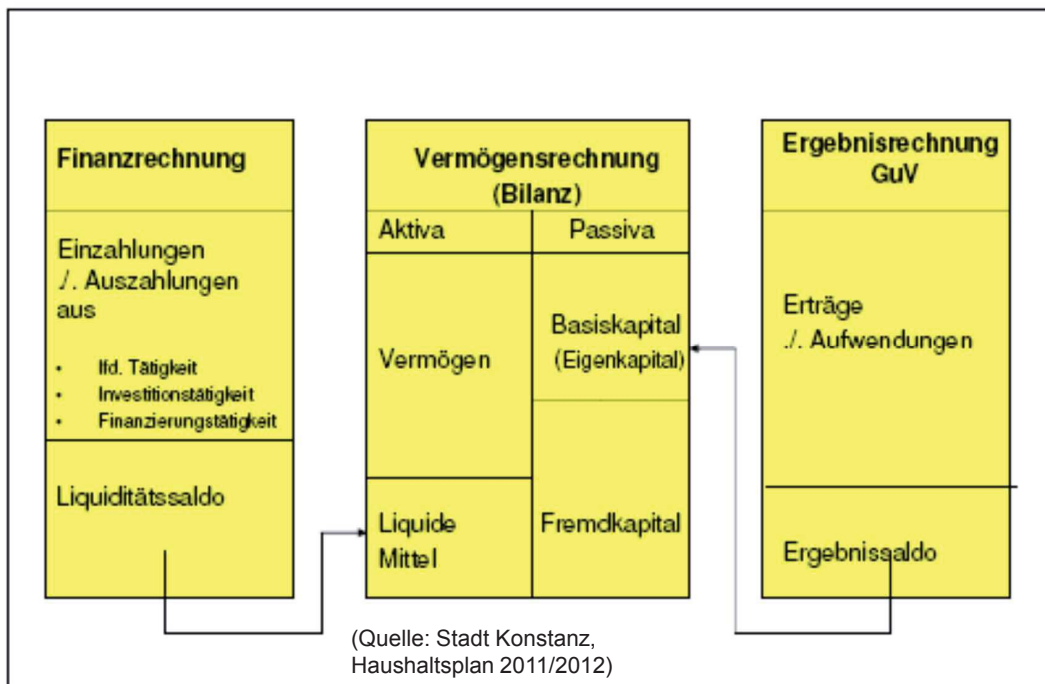 Finanzrechnung
Einzahlungen
./. Auszahlungen
aus
• lfd. Tätigkeit
• Investitionstätigkeit
• Finanzierungstätigkeit
Liquiditätssaldo
Vermögensrechnung
(Bilanz)
Aktiva
Passiva
Vermögen
Liquide
Mittel
Basiskapital
(Eigenkapital)
Fremdkapital
Ergebnisrechnung
GuV
Erträge
./. Aufwendungen
Ergebnissaldo
(Quelle: Stadt Konstanz,
Haushaltsplan 2011/2012)